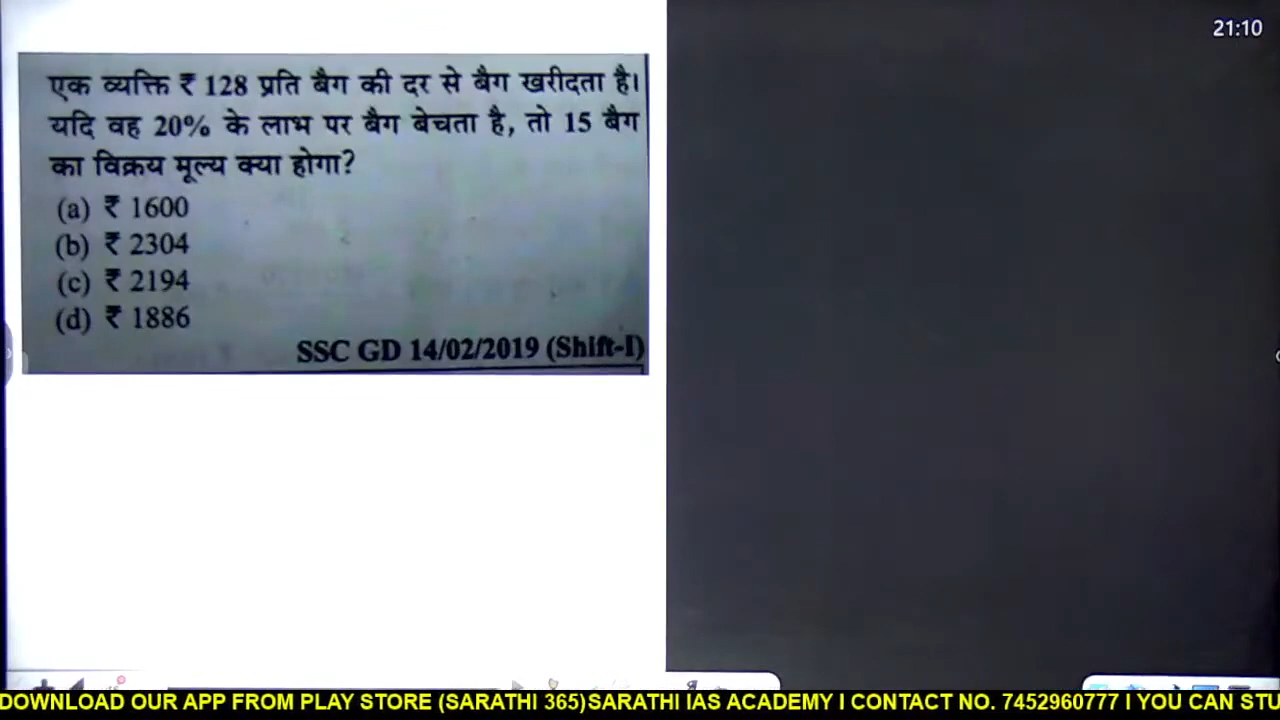 21:10
एक व्यक्ति ₹ 128 प्रति बैग की दर से बैग खरीदता है।
यदि वह 20% के लाभ पर बैग बेचता है, तो 15 बैग
का विक्रय मूल्य क्या होगा?
(a) ₹ 1600
(b) ₹ 2304
(c) ₹ 2194
(d) ₹ 1886
SSC GD 14/02/2019 (Shift-I)
DOWNLOAD OUR APP FROM PLAY STORE (SARATHI 365)SARATHI IAS ACADEMY I CONTACT NO. 7452960777 I YOU CAN STU